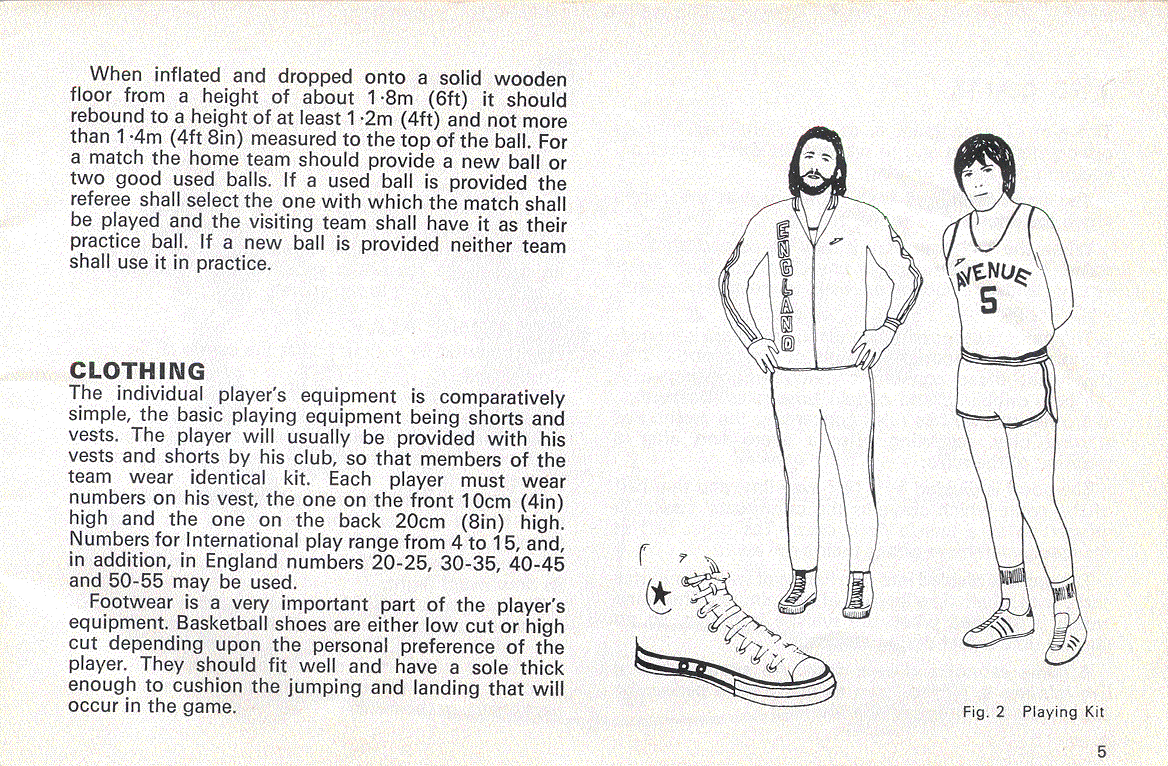 When inflated and dropped onto a solid wooden
floor from a height of about 1·8m (6ft) it should
rebound to a height of at least 1·2m (4ft) and not more
than 1·4m (4ft 8in) measured to the top of the ball. For
a match the home team should provide a new ball or
two good used balls. If a used ball is provided the
referee shall select the one with which the match shall
be played and the visiting team shall have it as their
practice ball. If a new ball is provided neither team
shall use it in practice.
CLOTHING
The individual player's equipment is comparatively
simple, the basic playing equipment being shorts and
vests. The player will usually be provided with his
vests and shorts by his club, so that members of the
team wear identical kit. Each player must wear
numbers on his vest, the one on the front 10cm (4in)
high and the one on the back 20cm (8in) high.
Numbers for International play range from 4 to 15, and,
in addition, in England numbers 20-25, 30-35, 40-45
and 50-55 may be used.
Footwear is a very important part of the player's
equipment. Basketball shoes are either low cut or high
cut depending upon the personal preference of the
player. They should fit well and have a sole thick
enough to cushion the jumping and landing that will
occur in the game.
ENGLAND
AVENUE
5
Fig. 2 Playing Kit
5